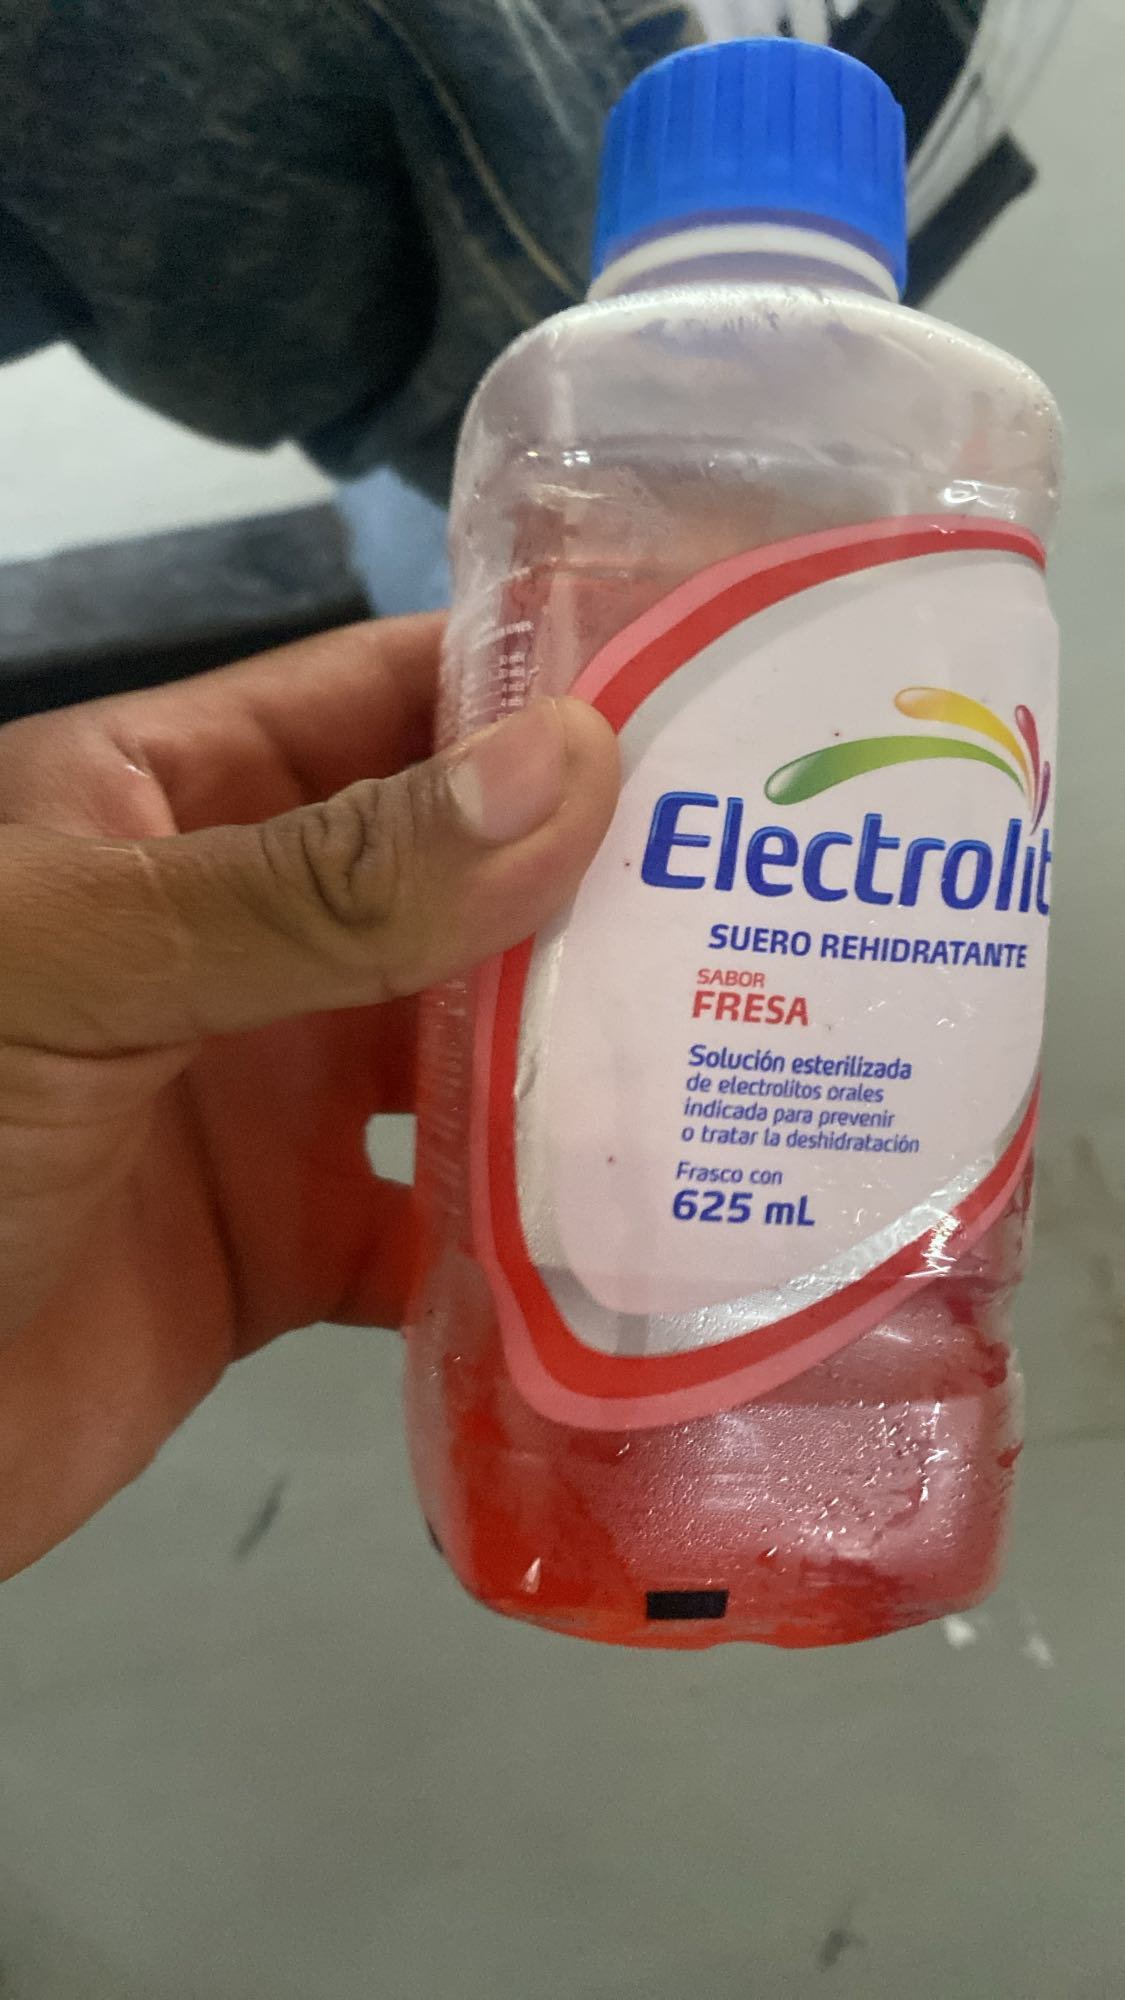 Electrolit
SUERO REHIDRATANTE
SABOR
FRESA
Solución esterilizada
de electrolitos orales
indicada para prevenir
o tratar la deshidratación
Frasco con
625 mL